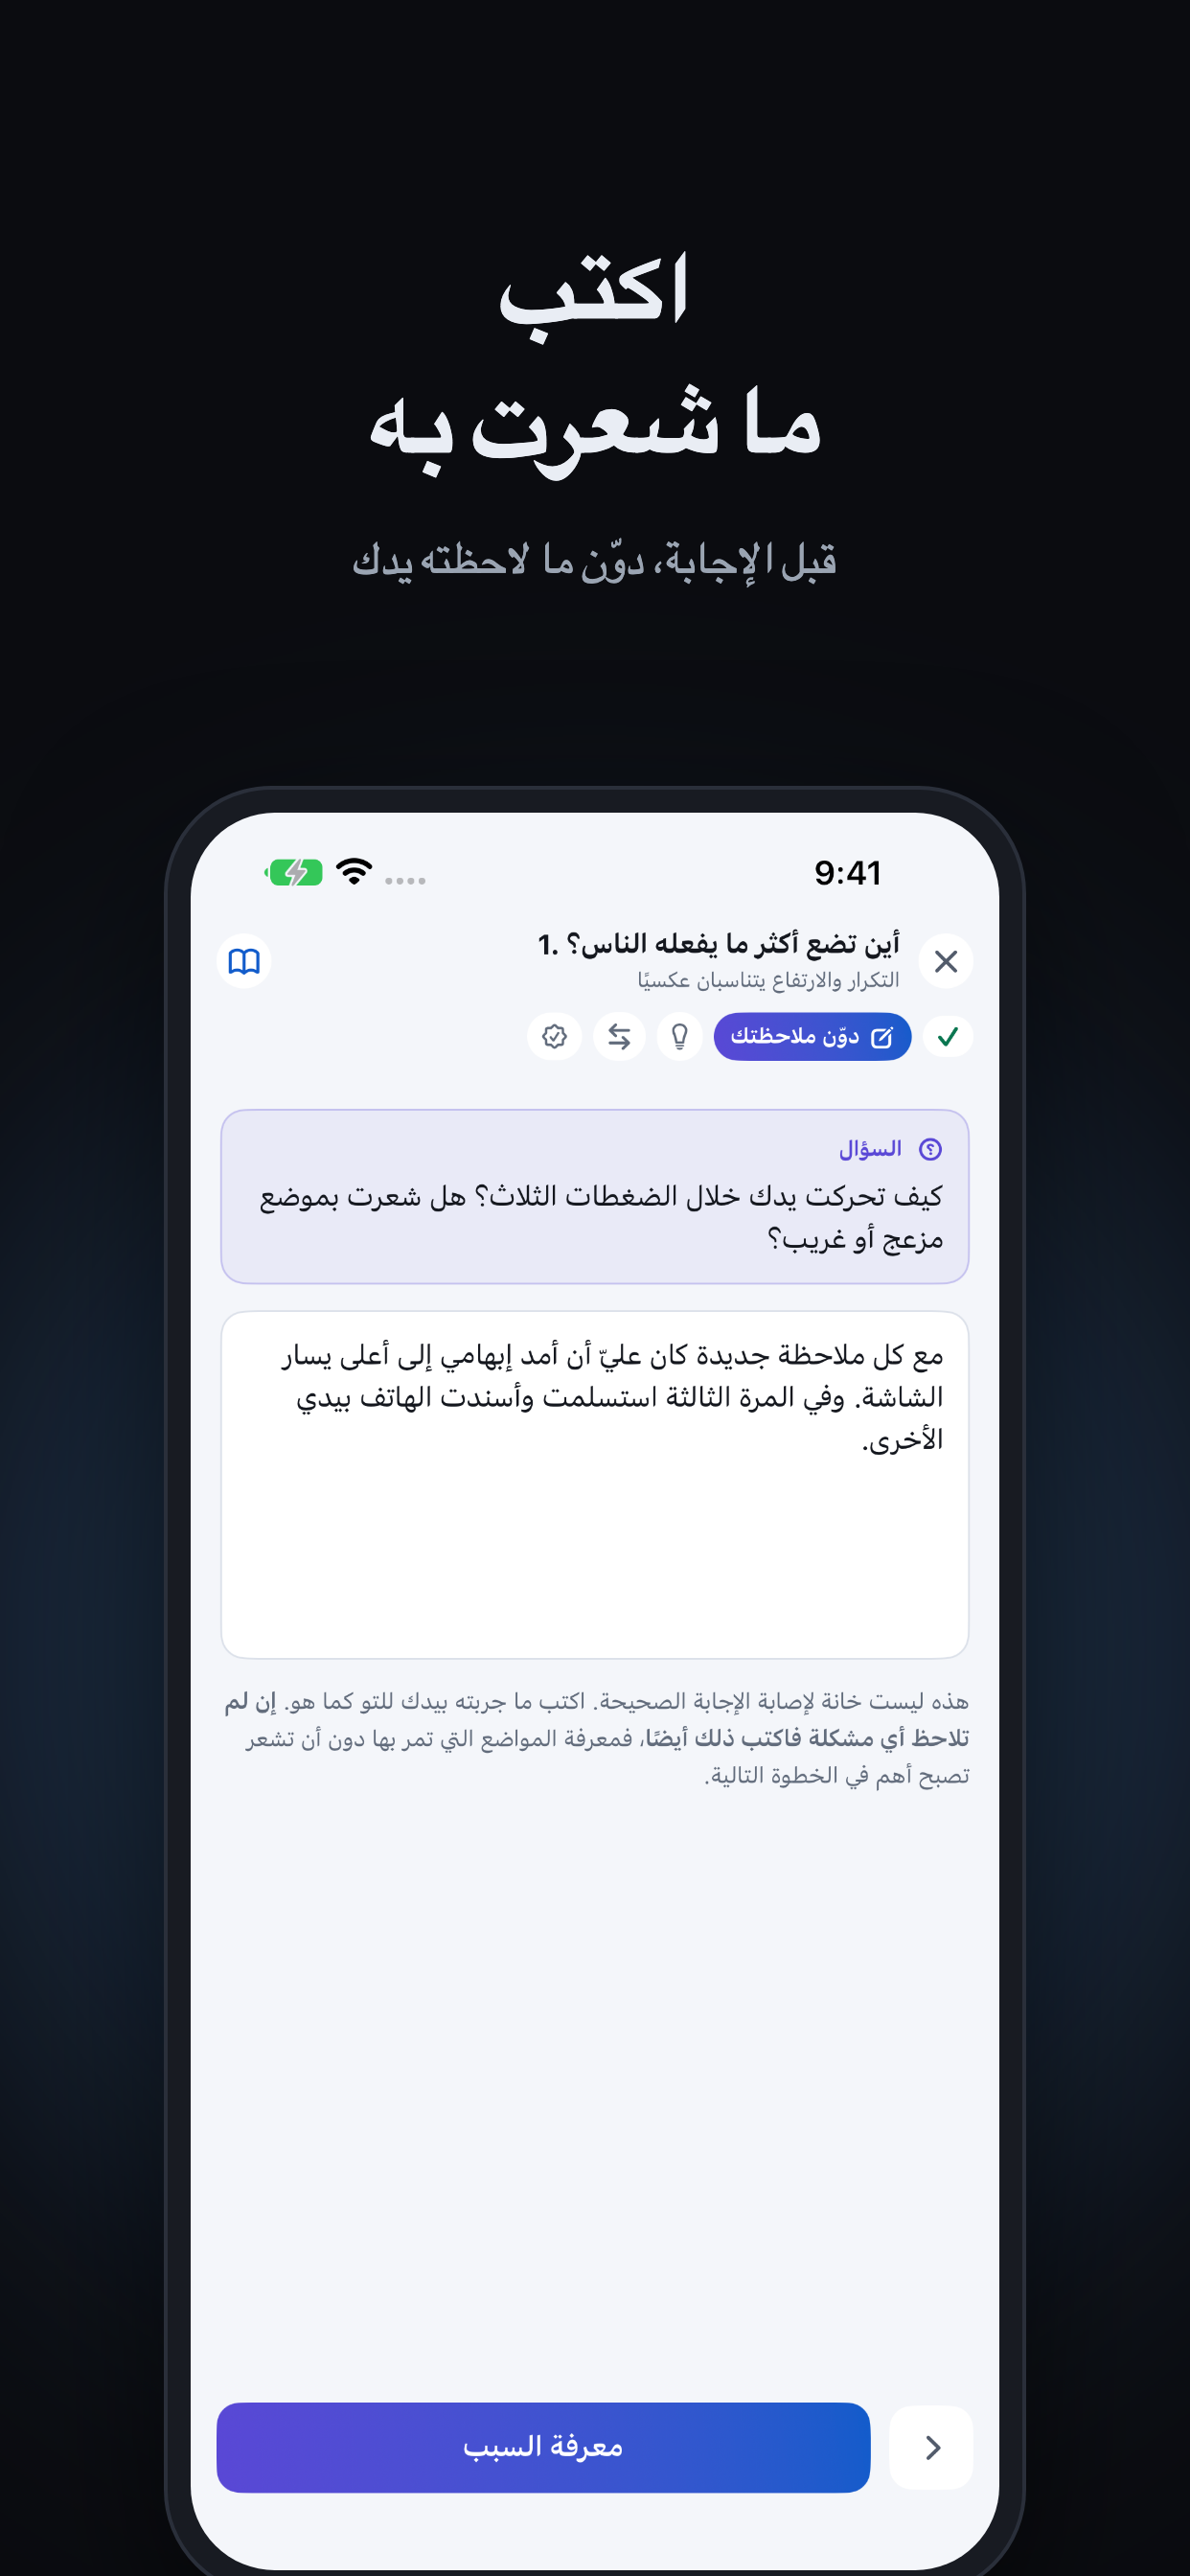 اكتب
ما شعرت به
قبل الإجابة، دوّن ما لاحظته يدك
9:41
1. أين تضع أكثر ما يفعله الناس؟
التكرار والارتفاع يتناسبان عكسيًا
دوّن ملاحظتك
السؤال
كيف تحركت يدك خلال الضغطات الثلاث؟ هل شعرت بموضع
مزعج أو غريب؟
مع كل ملاحظة جديدة كان عليّ أن أمد إبهامي إلى أعلى يسار
الشاشة. وفي المرة الثالثة استسلمت وأسندت الهاتف بيدي
الأخرى.
هذه ليست خانة لإصابة الإجابة الصحيحة. اكتب ما جربته بيدك للتو كما هو. إن لم
تلاحظ أي مشكلة فاكتب ذلك أيضًا، فمعرفة المواضع التي تمر بها دون أن تشعر
تصبح أهم في الخطوة التالية.
معرفة السبب